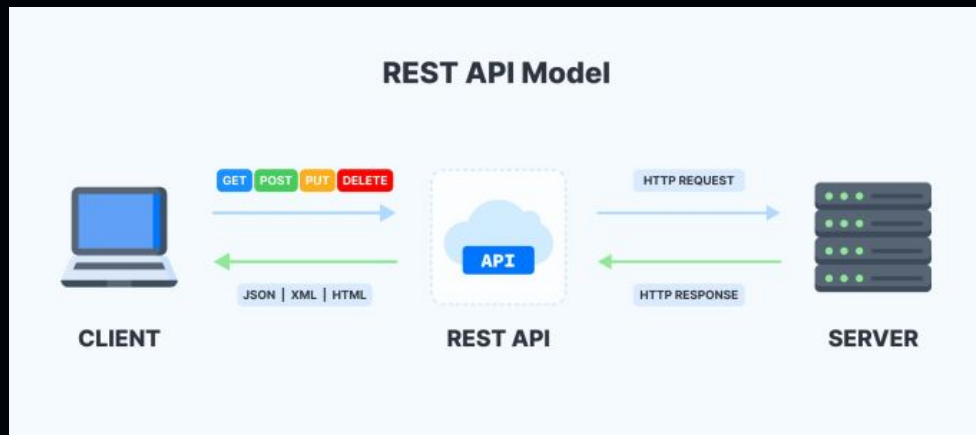 REST API Model
GET POST PUT DELETE
HTTP REQUEST
API
JSON | XML | HTML
HTTP RESPONSE
CLIENT
REST API
SERVER